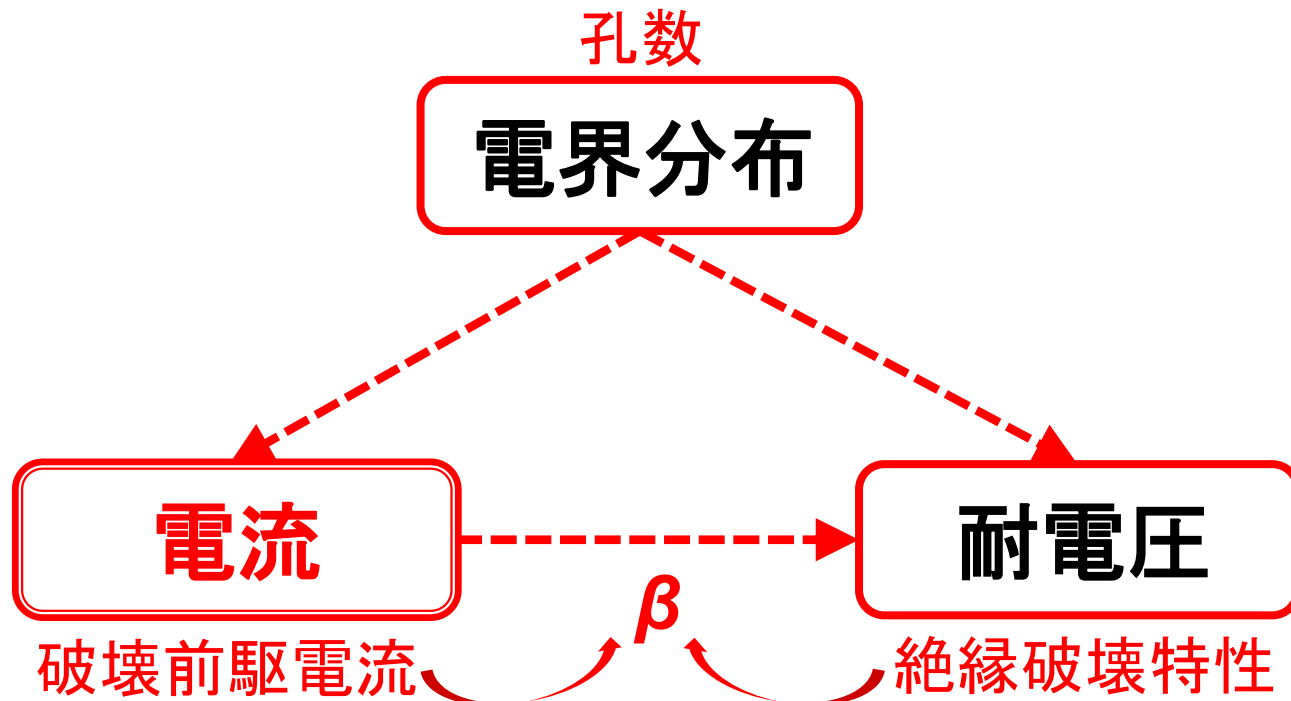 孔数
電界分布
電流
耐電圧
β
破壊前駆電流
絶縁破壊特性